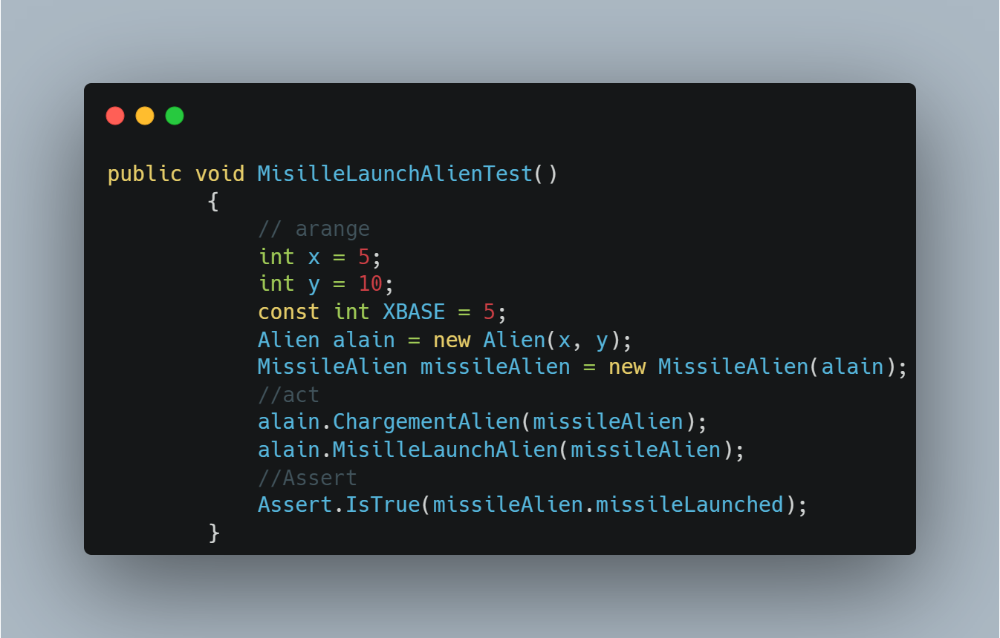 public void MisilleLaunchAlienTest()
{
// arange
int x = 5;
int y = 10;
const int XBASE = 5;
Alien alain = new Alien(x, y);
MissileAlien missileAlien = new MissileAlien(alain);
//act
alain.ChargementAlien(missileAlien);
alain.MisilleLaunchAlien(missileAlien);
//Assert
Assert.IsTrue(missileAlien.missileLaunched);
}